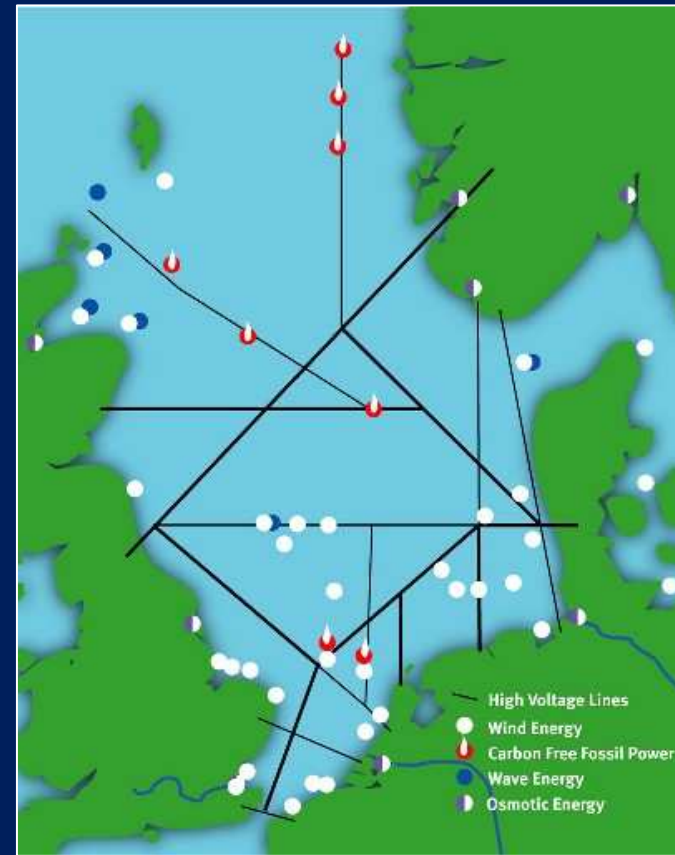 High Voltage Lines
Wind Energy
Carbon Free Fossil Power
Wave Energy
Osmotic Energy